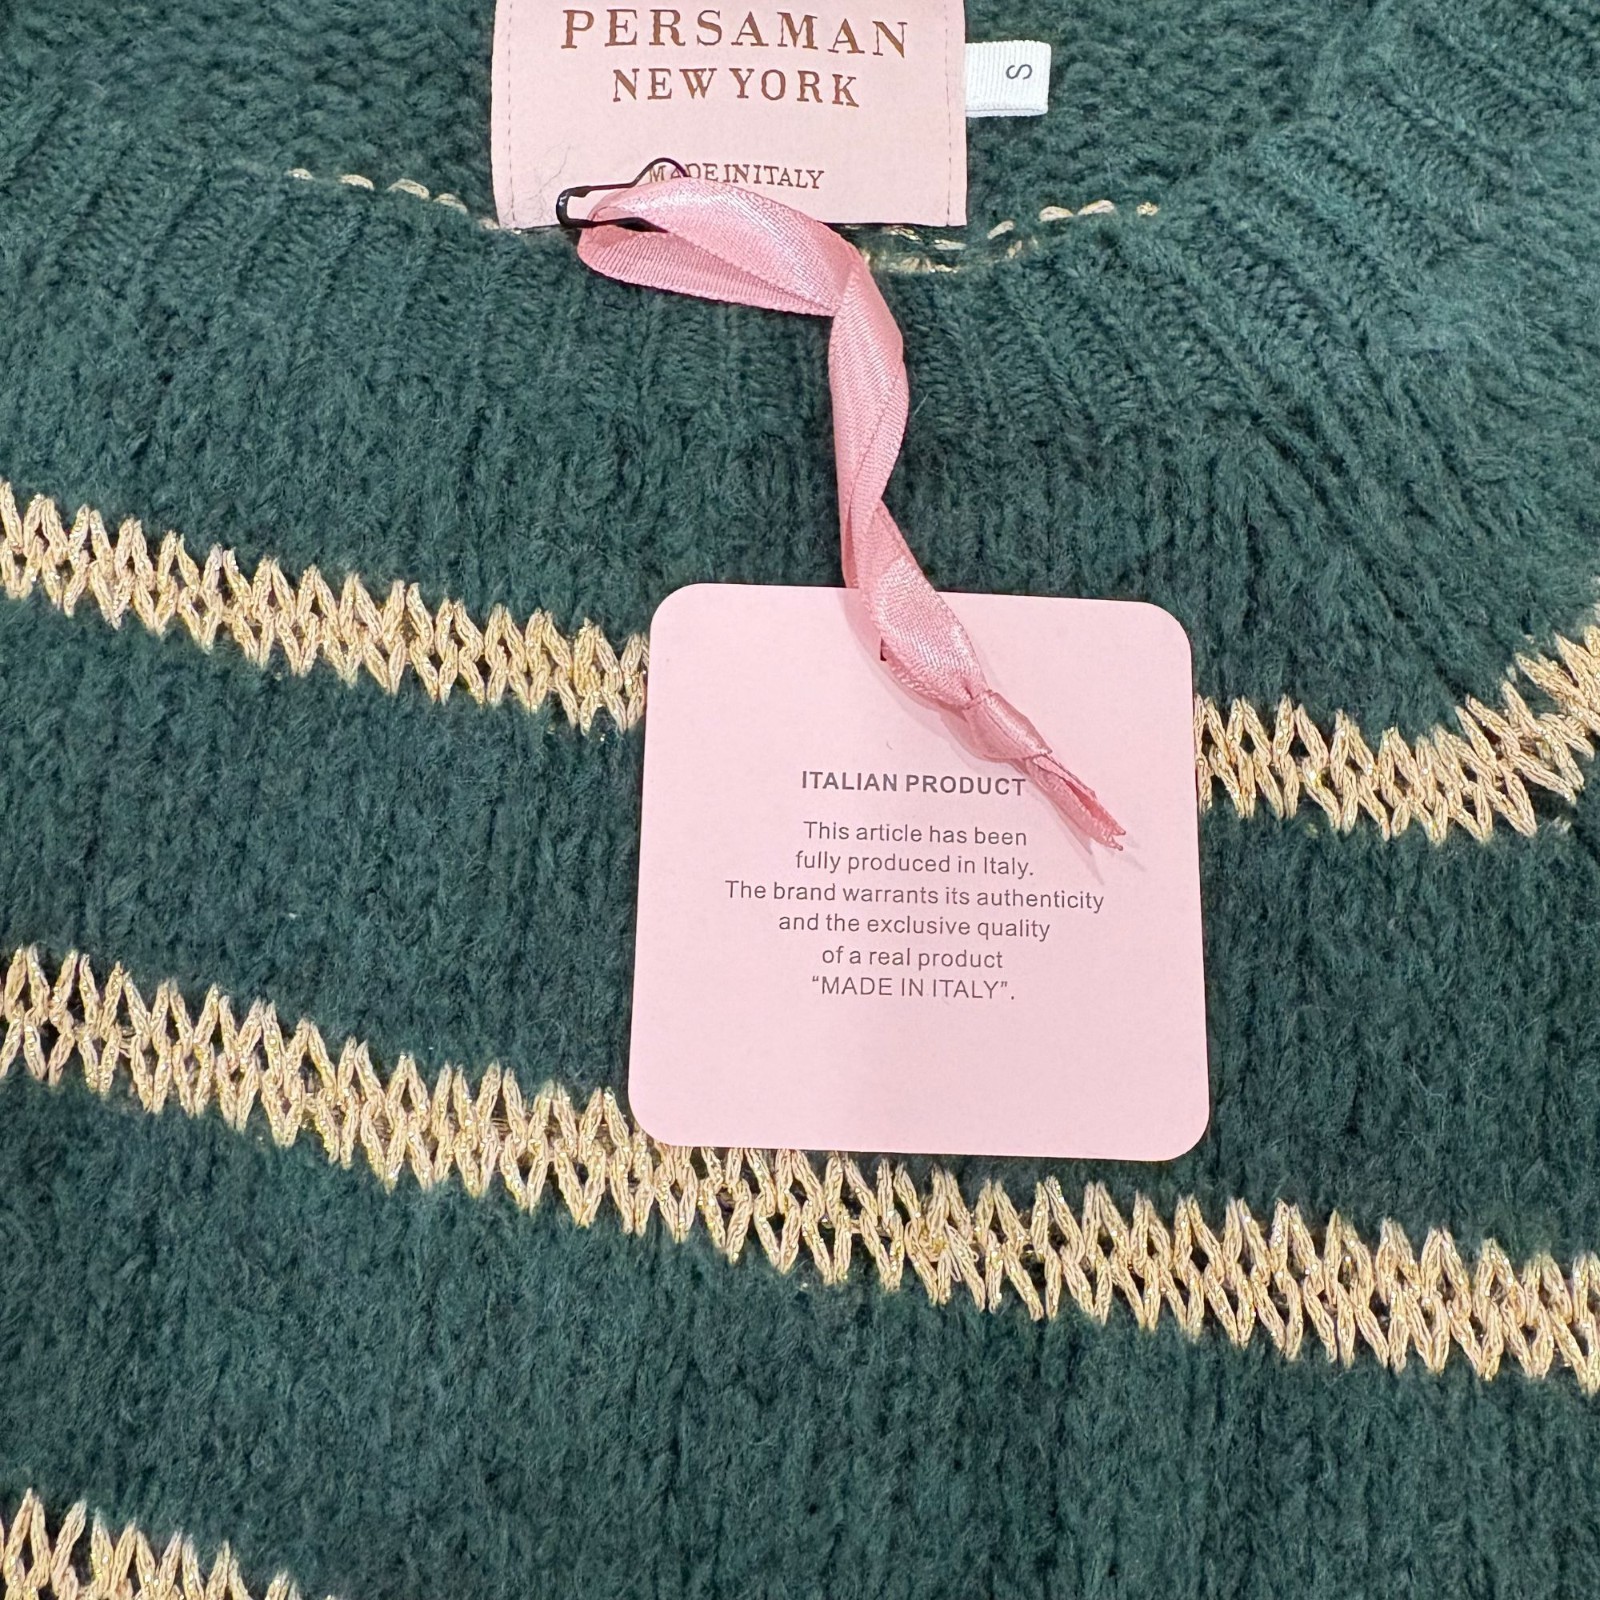 PERSAMAN
NEW YORK
S
MADE IN ITALY
ITALIAN PRODUCT
This article has been
fully produced in Italy.
The brand warrants its authenticity
and the exclusive quality
of a real product
“MADE IN ITALY”.